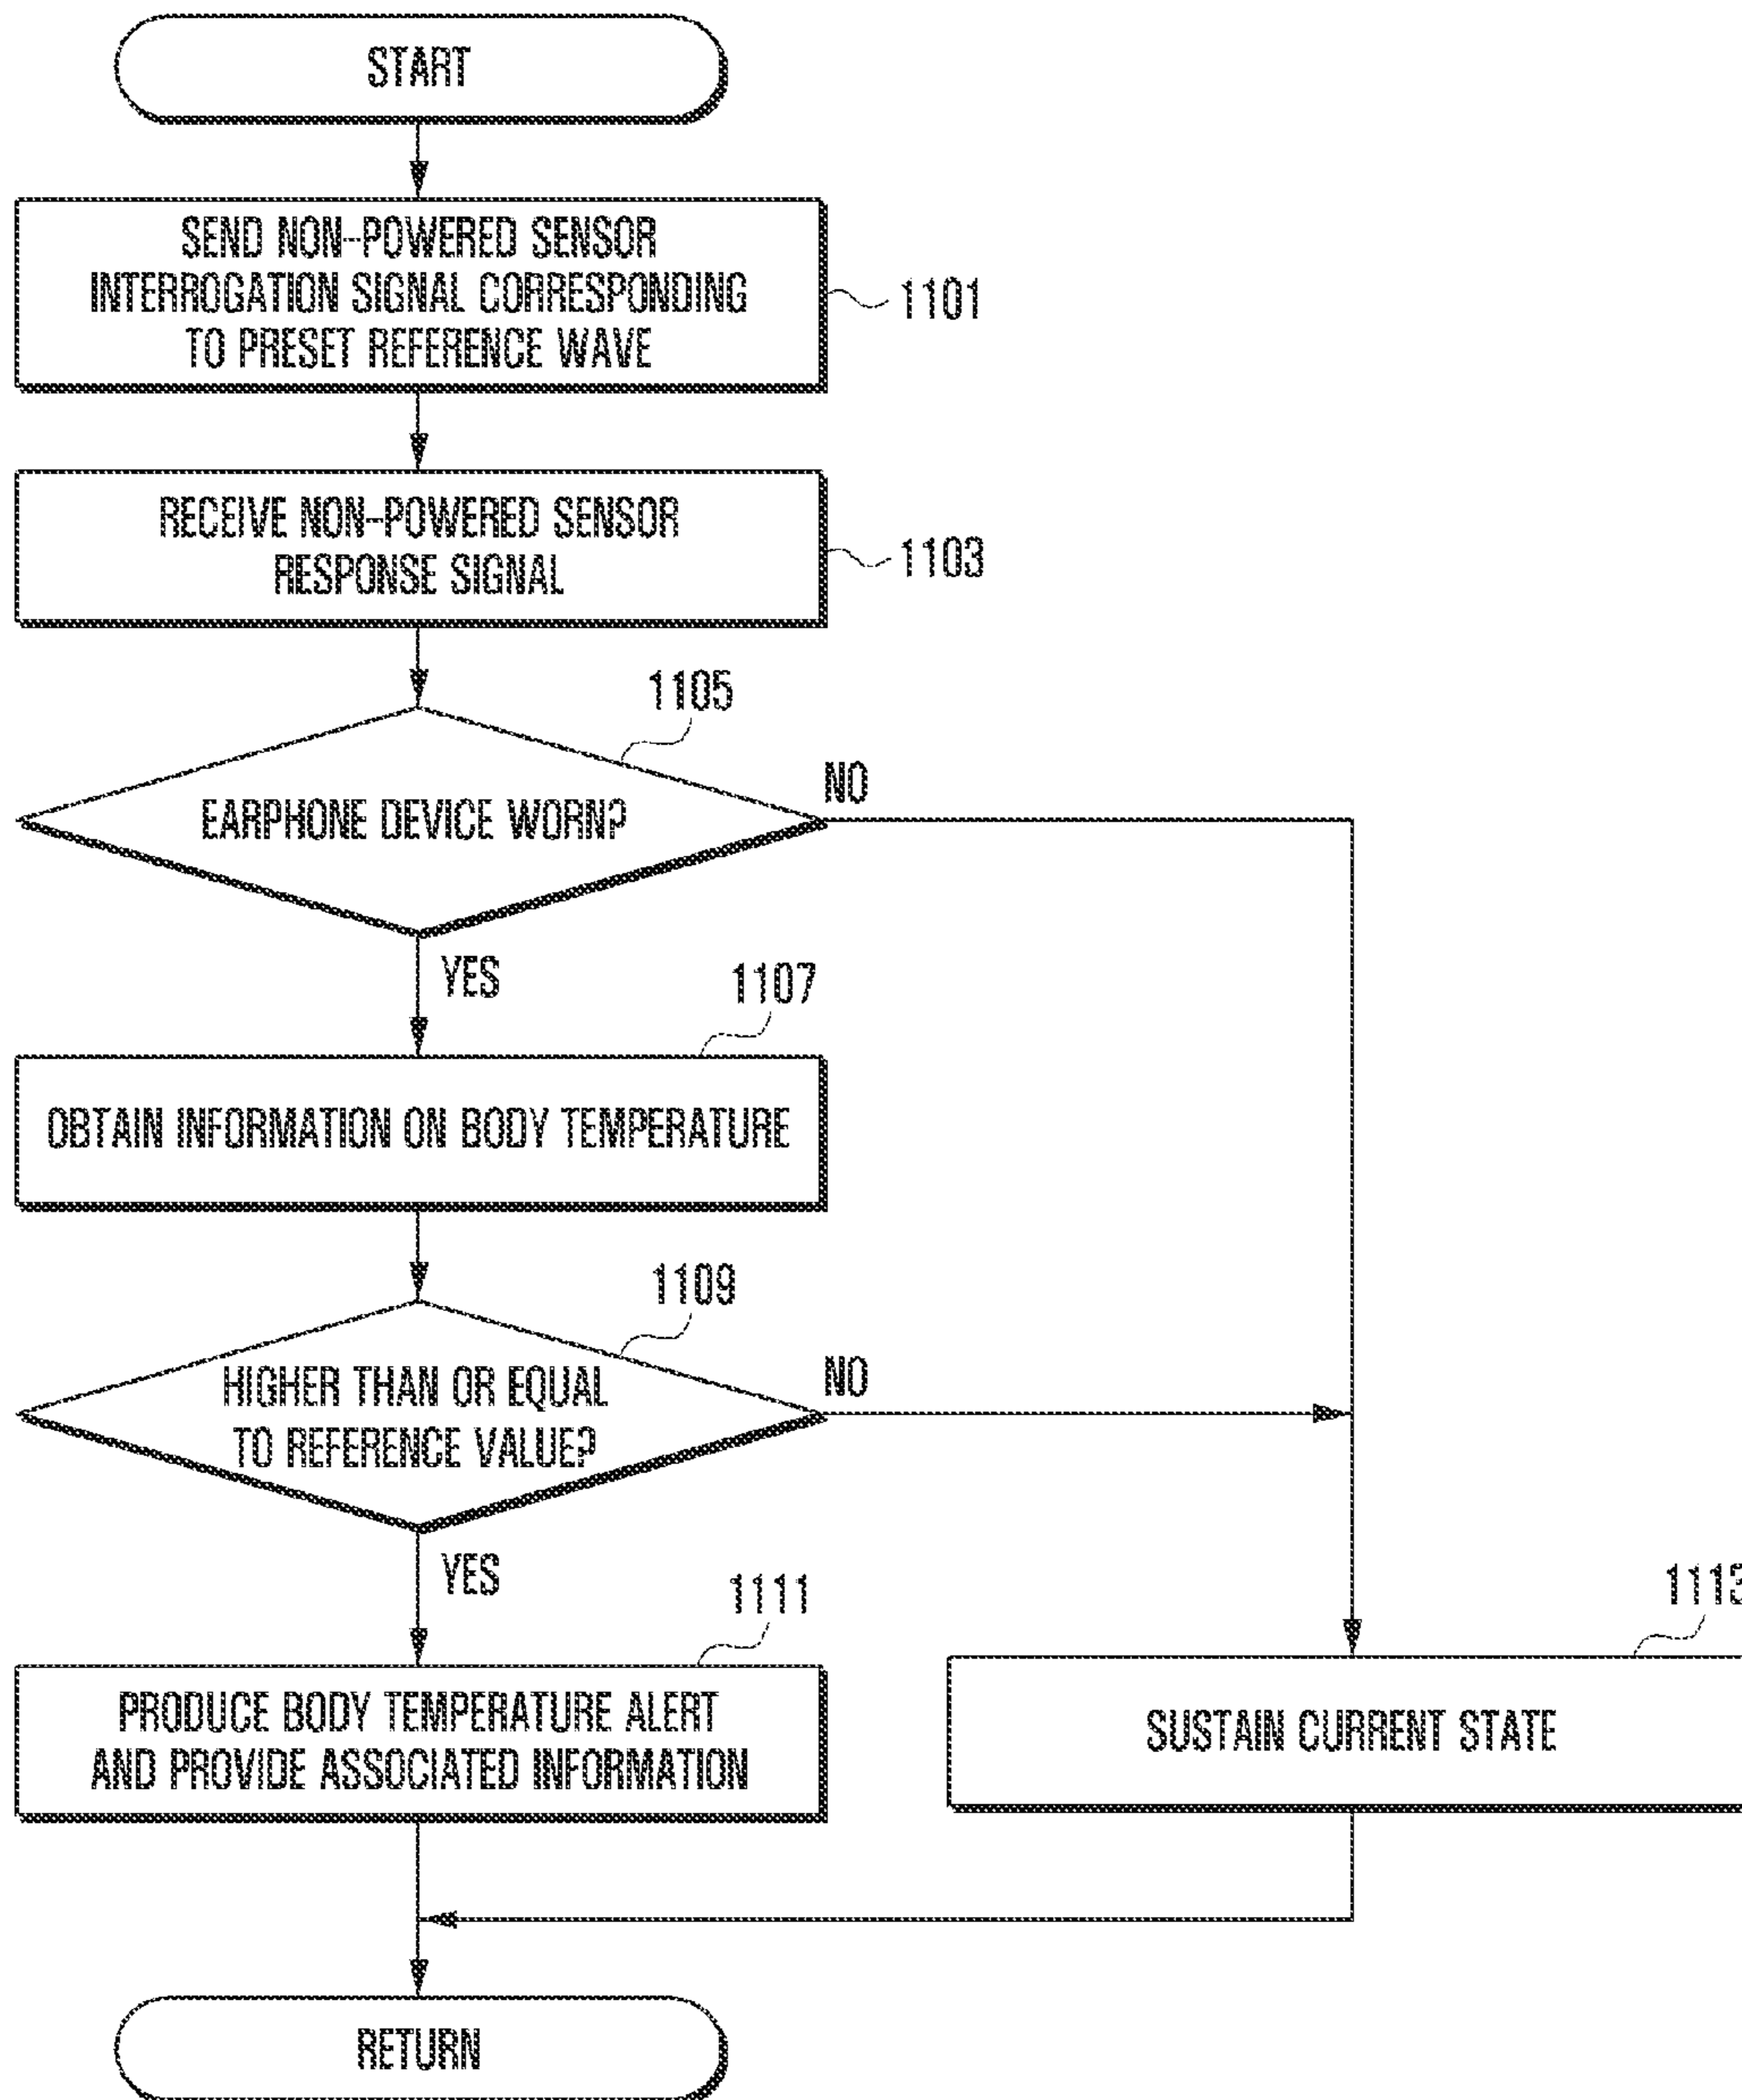 START
SEND NON-POWERED SENSOR
INTERROGATION SIGNAL CORRESPONDING
TO PRESET REFERENCE WAVE
1101
RECEIVE NON-POWERED SENSOR
RESPONSE SIGNAL
1103
1105
EARPHONE DEVICE WORN?
NO
YES
1107
OBTAIN INFORMATION ON BODY TEMPERATURE
1109
HIGHER THAN OR EQUAL
TO REFERENCE VALUE?
NO
YES
1111
PRODUCE BODY TEMPERATURE ALERT
AND PROVIDE ASSOCIATED INFORMATION
1113
SUSTAIN CURRENT STATE
RETURN